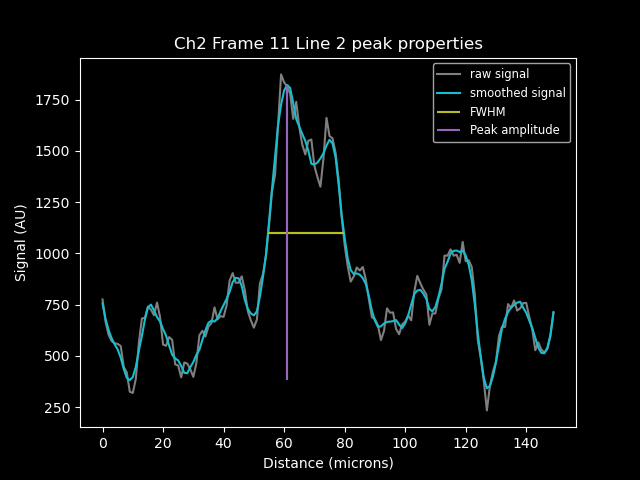 Ch2 Frame 11 Line 2 peak properties
raw signal
smoothed signal
FWHM
Peak amplitude
Signal (AU)
1750
1500
1250
1000
750
500
250
0 20 40 60 80 100 120 140
Distance (microns)